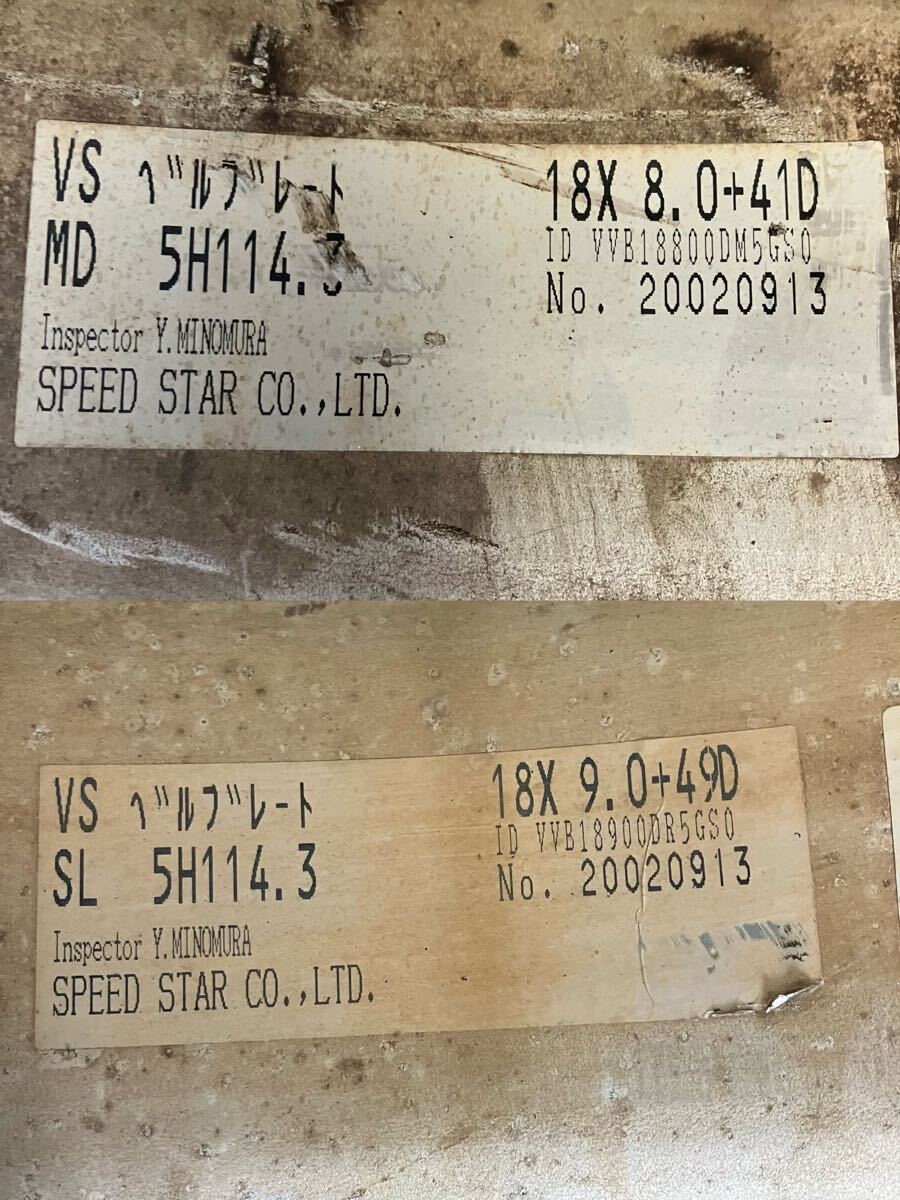 VS ﾍﾞﾙﾌﾞﾚｰﾄ 18X 8.0+41D
MD 5H114.3 ID VVB18800DM5GS0
No. 20020913
Inspector Y.MINOMURA
SPEED STAR CO.,LTD.
VS ﾍﾞﾙﾌﾞﾚｰﾄ 18X 9.0+49D
SL 5H114.3 ID VVB18900DR5GS0
No. 20020913
Inspector Y.MINOMURA
SPEED STAR CO.,LTD.